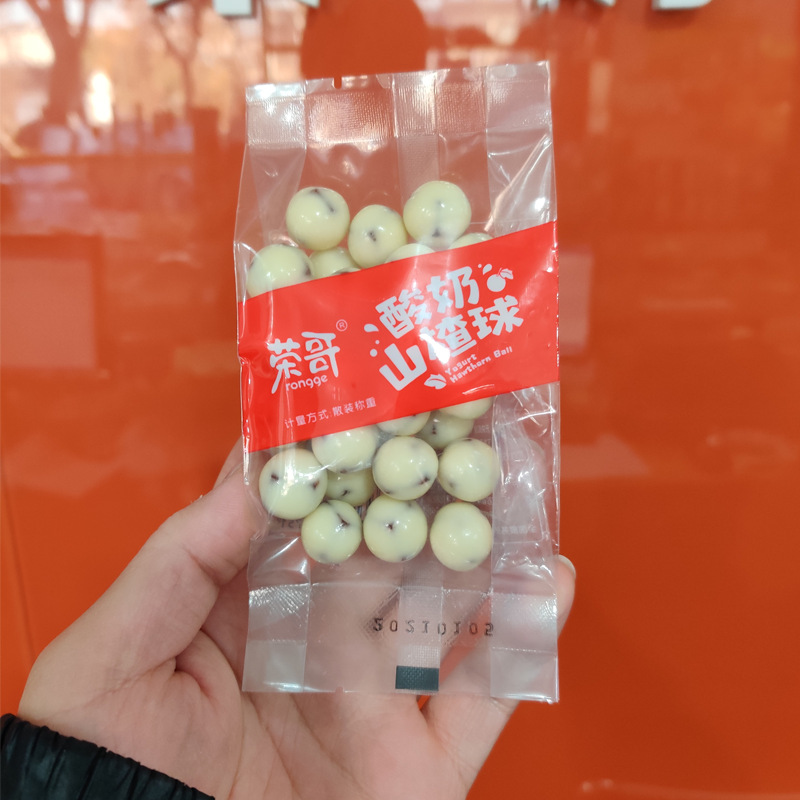 荣哥®
rongge
酸奶
山楂球
Yogurt
Hawthorn Ball
计量方式:散装称重
20210105